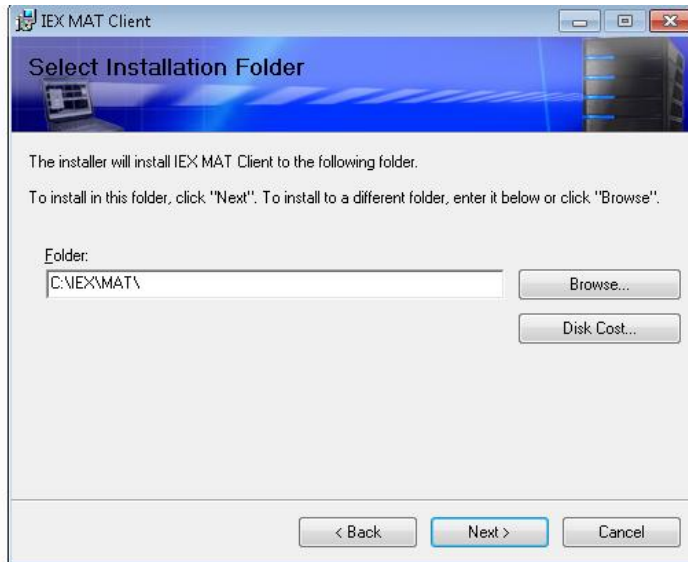 IEX MAT Client
Select Installation Folder
The installer will install IEX MAT Client to the following folder.
To install in this folder, click "Next". To install to a different folder, enter it below or click "Browse".
Folder:
C:\IEX\MAT\
Browse...
Disk Cost...
< Back
Next >
Cancel